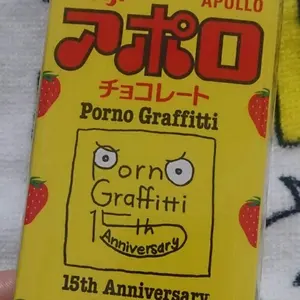 APOLLO
アポロ
チョコレート
Porno Graffitti
Porno
Graffitti
15th
Anniversary
15th Anniversary